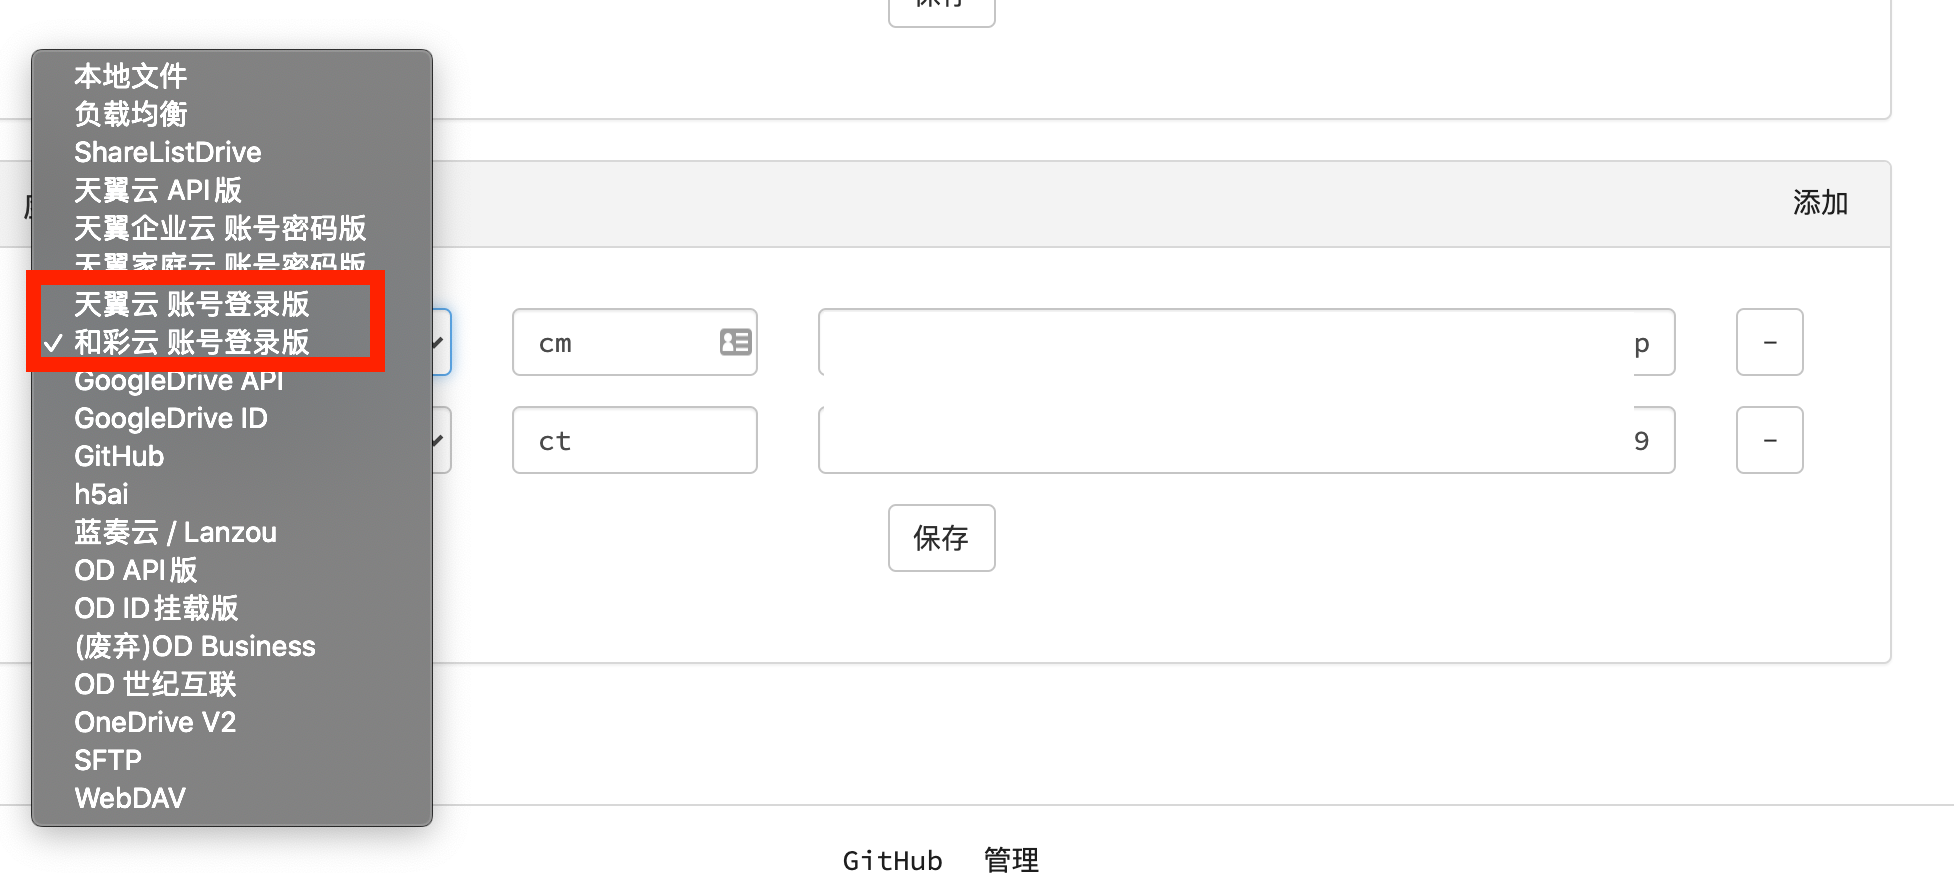 保存
本地文件
负载均衡
ShareListDrive
天翼云 API版
天翼企业云 账号密码版
天翼家庭云 账号密码版
天翼云 账号登录版
✓ 和彩云 账号登录版
GoogleDrive API
GoogleDrive ID
GitHub
h5ai
蓝奏云 / Lanzou
OD API版
OD ID挂载版
(废弃)OD Business
OD 世纪互联
OneDrive V2
SFTP
WebDAV
添加
cm
p
-
ct
9
-
保存
GitHub 管理